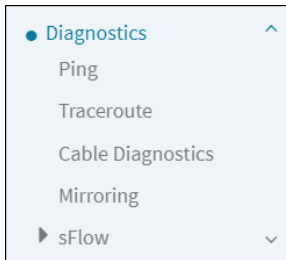 Diagnostics
Ping
Traceroute
Cable Diagnostics
Mirroring
sFlow